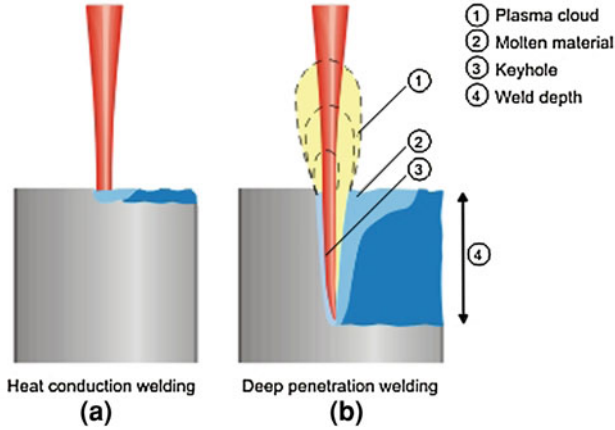 ① Plasma cloud
② Molten material
③ Keyhole
④ Weld depth
①
②
③
④
Heat conduction welding
Deep penetration welding
(a)
(b)